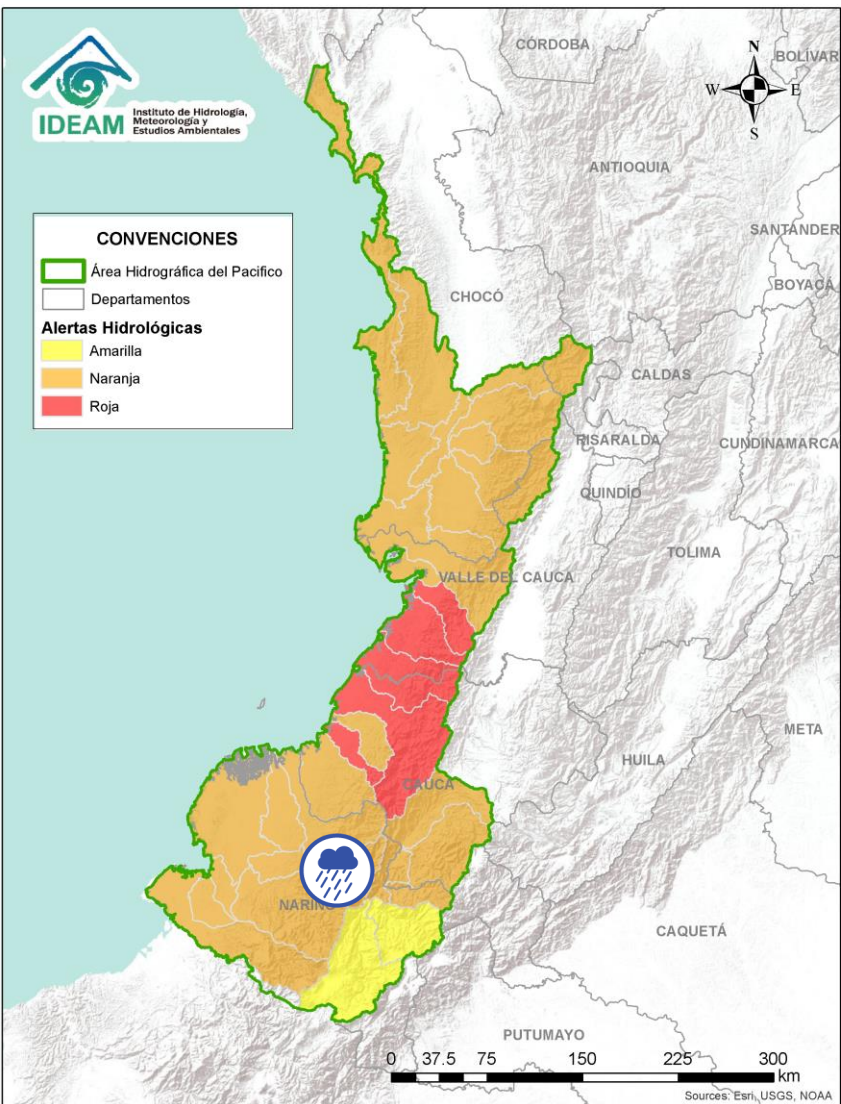 IDEAM
Instituto de Hidrología,
Meteorología y
Estudios Ambientales
CÓRDOBA
BOLÍVAR
N
W
E
S
ANTIOQUIA
SANTANDER
BOYACÁ
CONVENCIONES
Área Hidrográfica del Pacifico
Departamentos
Alertas Hidrológicas
Amarilla
Naranja
Roja
CHOCÓ
CALDAS
RISARALDA
CUNDINAMARCA
QUINDÍO
TOLIMA
VALLE DEL CAUCA
META
HUILA
CAUCA
NARIÑO
CAQUETÁ
PUTUMAYO
0 37.5 75 150 225 300
km
Sources: Esri, USGS, NOAA